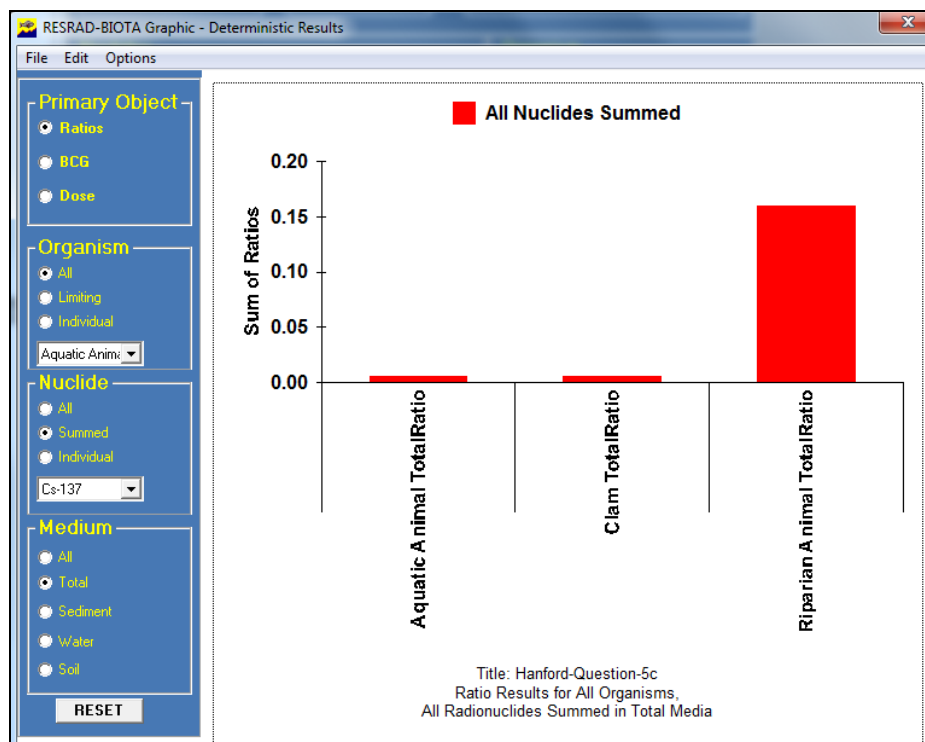 RESRAD-BIOTA Graphic - Deterministic Results
x
File Edit Options
Primary Object
Ratios
BCG
Dose
Organism
All
Limiting
Individual
Aquatic Anima
Nuclide
All
Summed
Individual
Cs-137
Medium
All
Total
Sediment
Water
Soil
RESET
All Nuclides Summed
Sum of Ratios
0.20
0.15
0.10
0.05
0.00
Aquatic Animal TotalRatio
Clam TotalRatio
Riparian Animal TotalRatio
Title: Hanford-Question-5c
Ratio Results for All Organisms,
All Radionuclides Summed in Total Media